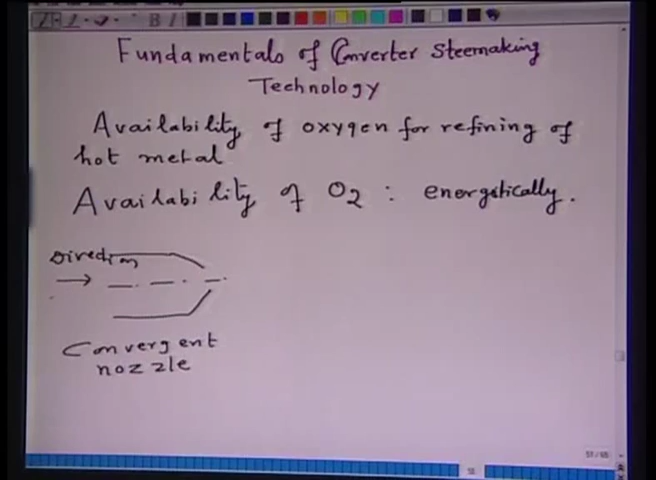 Fundamentals of Converter Steemaking
Technology
Availability of oxygen for refining of
hot metal
Availability of O2 : energetically.
Direction
Convergent
nozzle